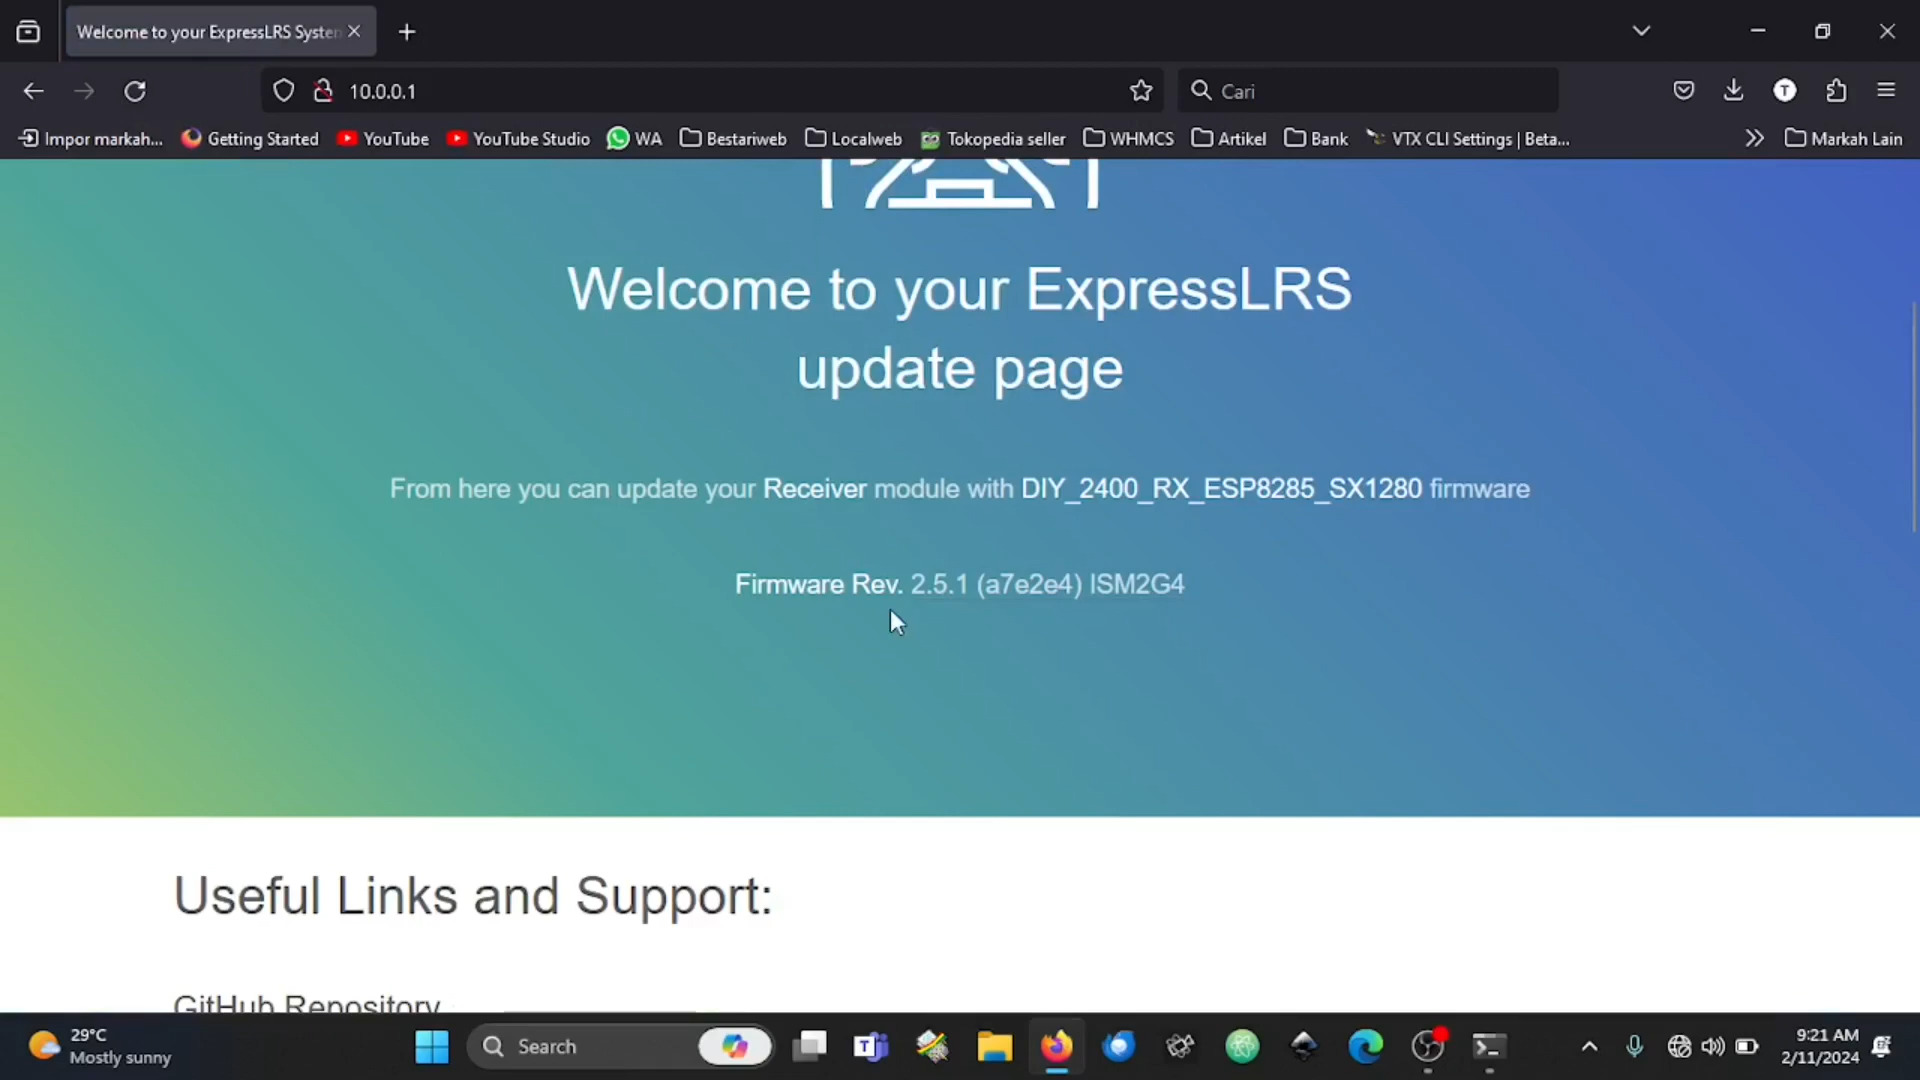 Welcome to your ExpressLRS System
10.0.0.1
Cari
Impor markah... Getting Started YouTube YouTube Studio WA Bestariweb Localweb Tokopedia seller WHMCS Artikel Bank VTX CLI Settings | Beta... Markah Lain
Welcome to your ExpressLRS
update page
From here you can update your Receiver module with DIY_2400_RX_ESP8285_SX1280 firmware
Firmware Rev. 2.5.1 (a7e2e4) ISM2G4
Useful Links and Support:
GitHub Repository
29°C
Mostly sunny
Search
9:21 AM
2/11/2024